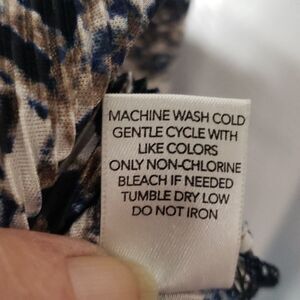 MACHINE WASH COLD
GENTLE CYCLE WITH
LIKE COLORS
ONLY NON-CHLORINE
BLEACH IF NEEDED
TUMBLE DRY LOW
DO NOT IRON